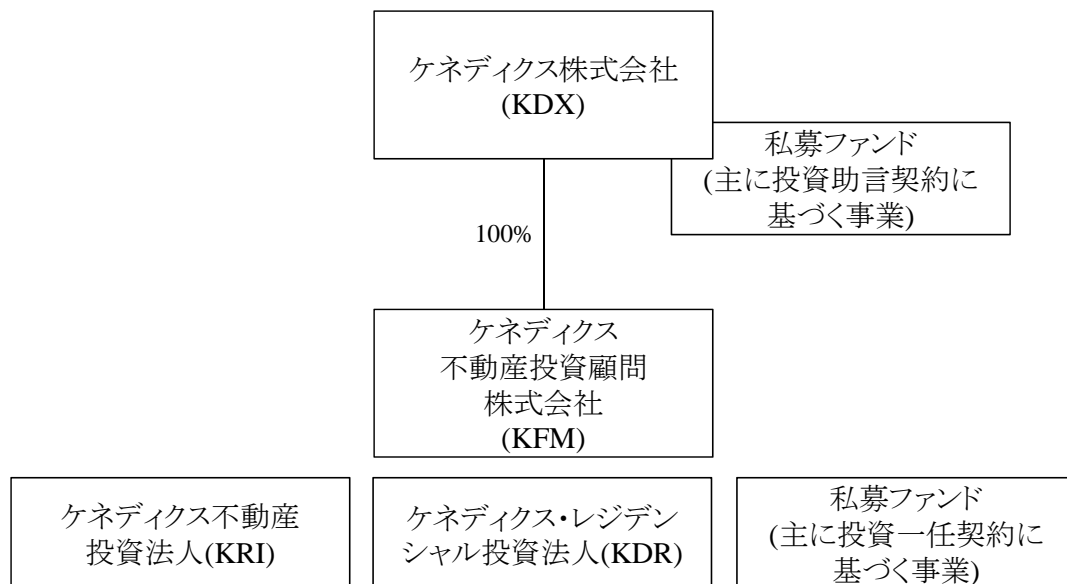 ケネディクス株式会社
(KDX)
私募ファンド
(主に投資助言契約に
基づく事業)
100%
ケネディクス
不動産投資顧問
株式会社
(KFM)
ケネディクス不動産
投資法人(KRI)
ケネディクス・レジデン
シャル投資法人(KDR)
私募ファンド
(主に投資一任契約に
基づく事業)